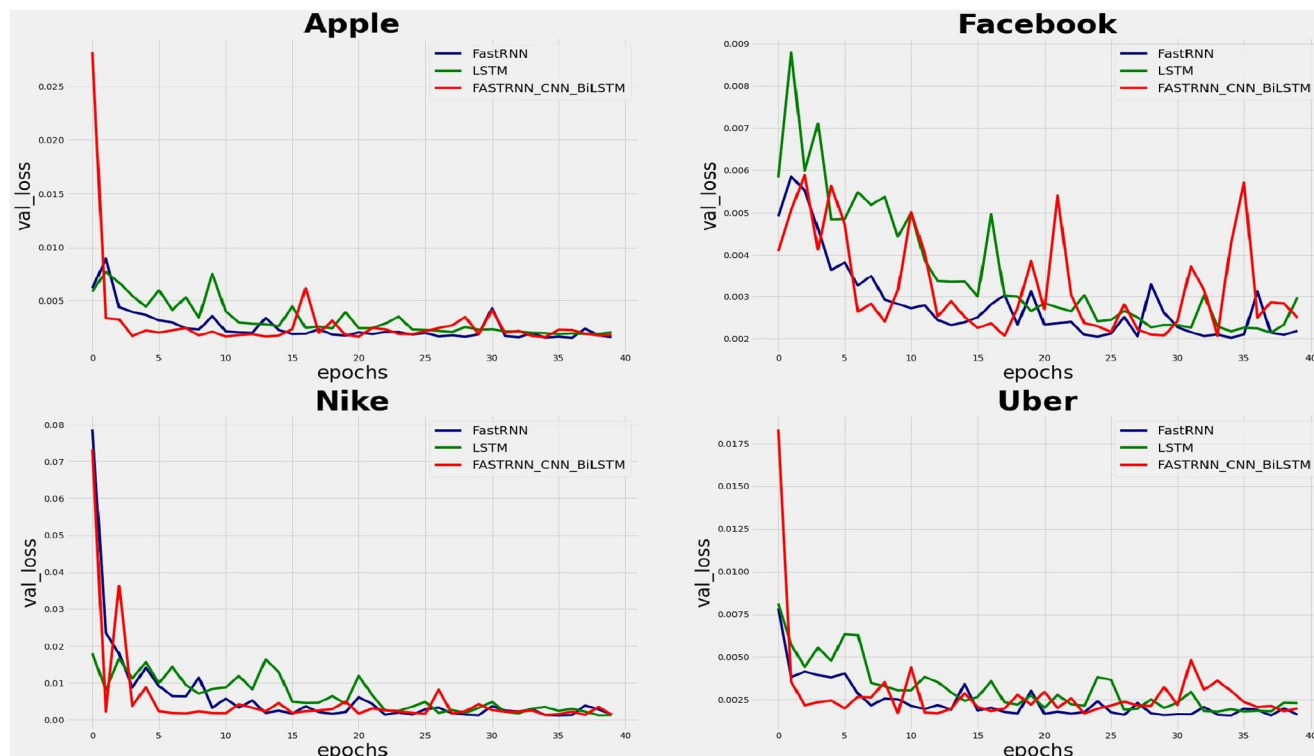 Apple
FastRNN
LSTM
FASTRNN_CNN_BiLSTM
val_loss
0.025
0.020
0.015
0.010
0.005
0 5 10 15 20 25 30 35 40
epochs
Facebook
FastRNN
LSTM
FASTRNN_CNN_BiLSTM
val_loss
0.009
0.008
0.007
0.006
0.005
0.004
0.003
0.002
0 5 10 15 20 25 30 35 40
epochs
Nike
FastRNN
LSTM
FASTRNN_CNN_BiLSTM
val_loss
0.08
0.07
0.06
0.05
0.04
0.03
0.02
0.01
0.00
0 5 10 15 20 25 30 35 40
epochs
Uber
FastRNN
LSTM
FASTRNN_CNN_BiLSTM
val_loss
0.0175
0.0150
0.0125
0.0100
0.0075
0.0050
0.0025
0 5 10 15 20 25 30 35 40
epochs